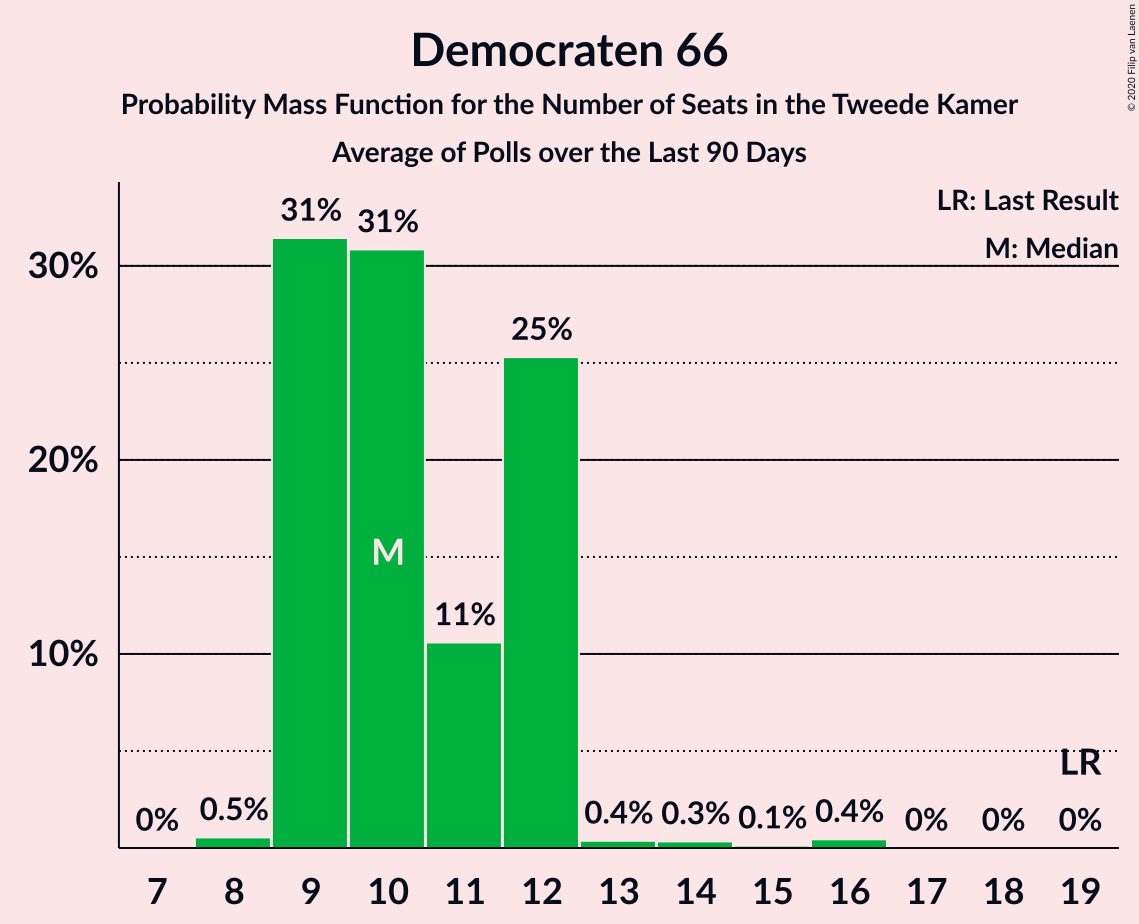 Democraten 66
Probability Mass Function for the Number of Seats in the Tweede Kamer
Average of Polls over the Last 90 Days
© 2020 Filip van Laenen
LR: Last Result
M: Median
30%
20%
10%
0%
0.5%
31%
31%
11%
25%
0.4%
0.3%
0.1%
0.4%
0%
0%
0%
M
LR
7 8 9 10 11 12 13 14 15 16 17 18 19